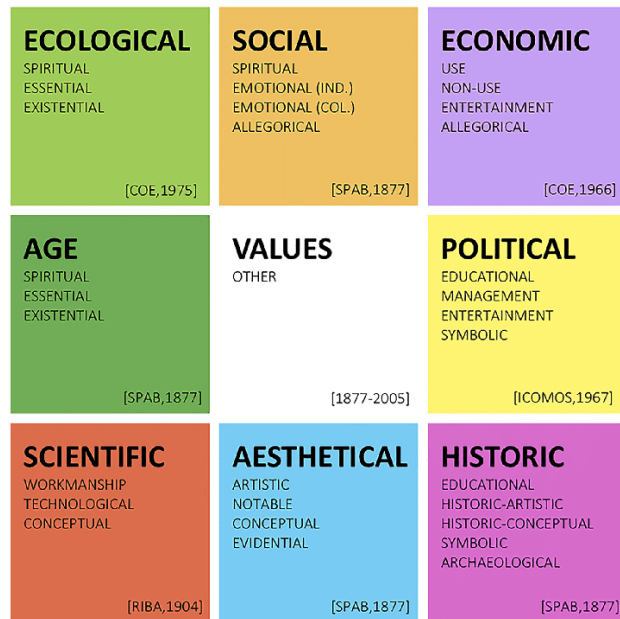 ECOLOGICAL
SPIRITUAL
ESSENTIAL
EXISTENTIAL
[COE,1975]
SOCIAL
SPIRITUAL
EMOTIONAL (IND.)
EMOTIONAL (COL.)
ALLEGORICAL
[SPAB,1877]
ECONOMIC
USE
NON-USE
ENTERTAINMENT
ALLEGORICAL
[COE,1966]
AGE
SPIRITUAL
ESSENTIAL
EXISTENTIAL
[SPAB,1877]
VALUES
OTHER
[1877-2005]
POLITICAL
EDUCATIONAL
MANAGEMENT
ENTERTAINMENT
SYMBOLIC
[ICOMOS,1967]
SCIENTIFIC
WORKMANSHIP
TECHNOLOGICAL
CONCEPTUAL
[RIBA,1904]
AESTHETICAL
ARTISTIC
NOTABLE
CONCEPTUAL
EVIDENTIAL
[SPAB,1877]
HISTORIC
EDUCATIONAL
HISTORIC-ARTISTIC
HISTORIC-CONCEPTUAL
SYMBOLIC
ARCHAEOLOGICAL
[SPAB,1877]